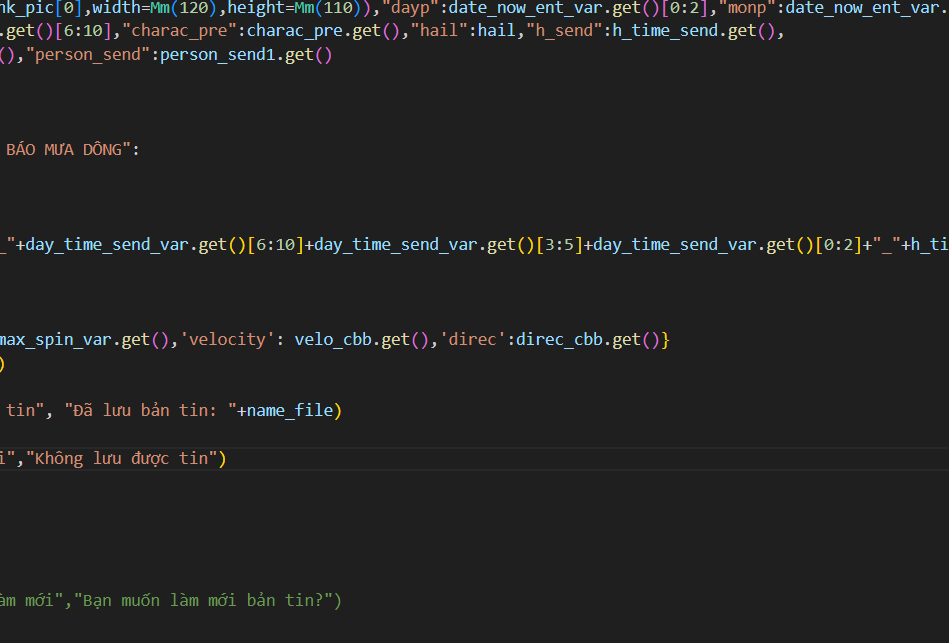 nk_pic[0],width=Mm(120),height=Mm(110)),"dayp":date_now_ent_var.get()[0:2],"monp":date_now_ent_var.
.get()[6:10],"charac_pre":charac_pre.get(),"hail":hail,"h_send":h_time_send.get(),
(),"person_send":person_send1.get()
BÁO MƯA DÔNG":
_"+day_time_send_var.get()[6:10]+day_time_send_var.get()[3:5]+day_time_send_var.get()[0:2]+"_"+h_ti
max_spin_var.get(),'velocity': velo_cbb.get(),'direc':direc_cbb.get()}
)
tin", "Đã lưu bản tin: "+name_file)
i","Không lưu được tin")
àm mới","Bạn muốn làm mới bản tin?")